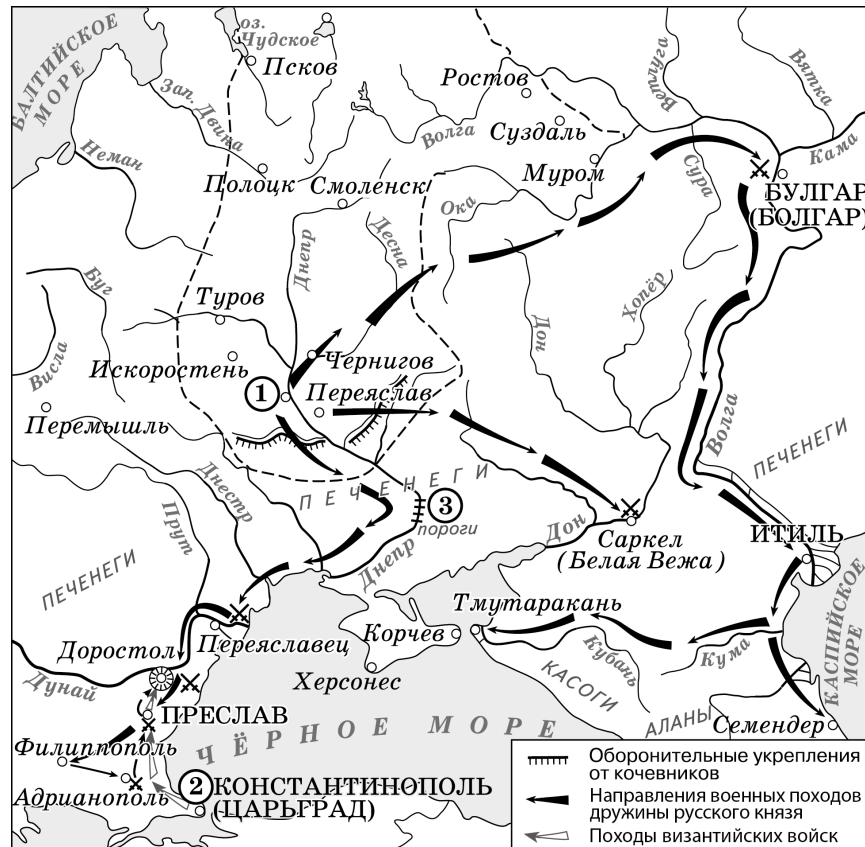 БАЛТИЙСКОЕ
МОРЕ
оз.
Чудское
Псков
Зап. Двина
Неман
Полоцк
Смоленск
Ростов
Волга
Суздаль
Муром
Ветлуга
Вятка
Кама
Сура
БУЛГАР
(БОЛГАР)
Ока
Днепр
Десна
Дон
Хопёр
Буг
Висла
Туров
Искоростень
Чернигов
1
Переяслав
Перемышль
Волга
ПЕЧЕНЕГИ
Днестр
Прут
ПЕЧЕНЕГИ
3
пороги
Днепр
Дон
Саркел
(Белая Вежа)
ИТИЛЬ
ПЕЧЕНЕГИ
Тмутаракань
Корчев
Переяславец
Доростол
Дунай
Херсонес
Кубань
Кума
КАСОГИ
АЛАНЫ
КАСПИЙСКОЕ
МОРЕ
Семендер
ПРЕСЛАВ
ЧЁРНОЕ МОРЕ
Филиппополь
Адрианополь
2
КОНСТАНТИНОПОЛЬ
(ЦАРЬГРАД)
Оборонительные укрепления
от кочевников
Направления военных походов
дружины русского князя
Походы византийских войск